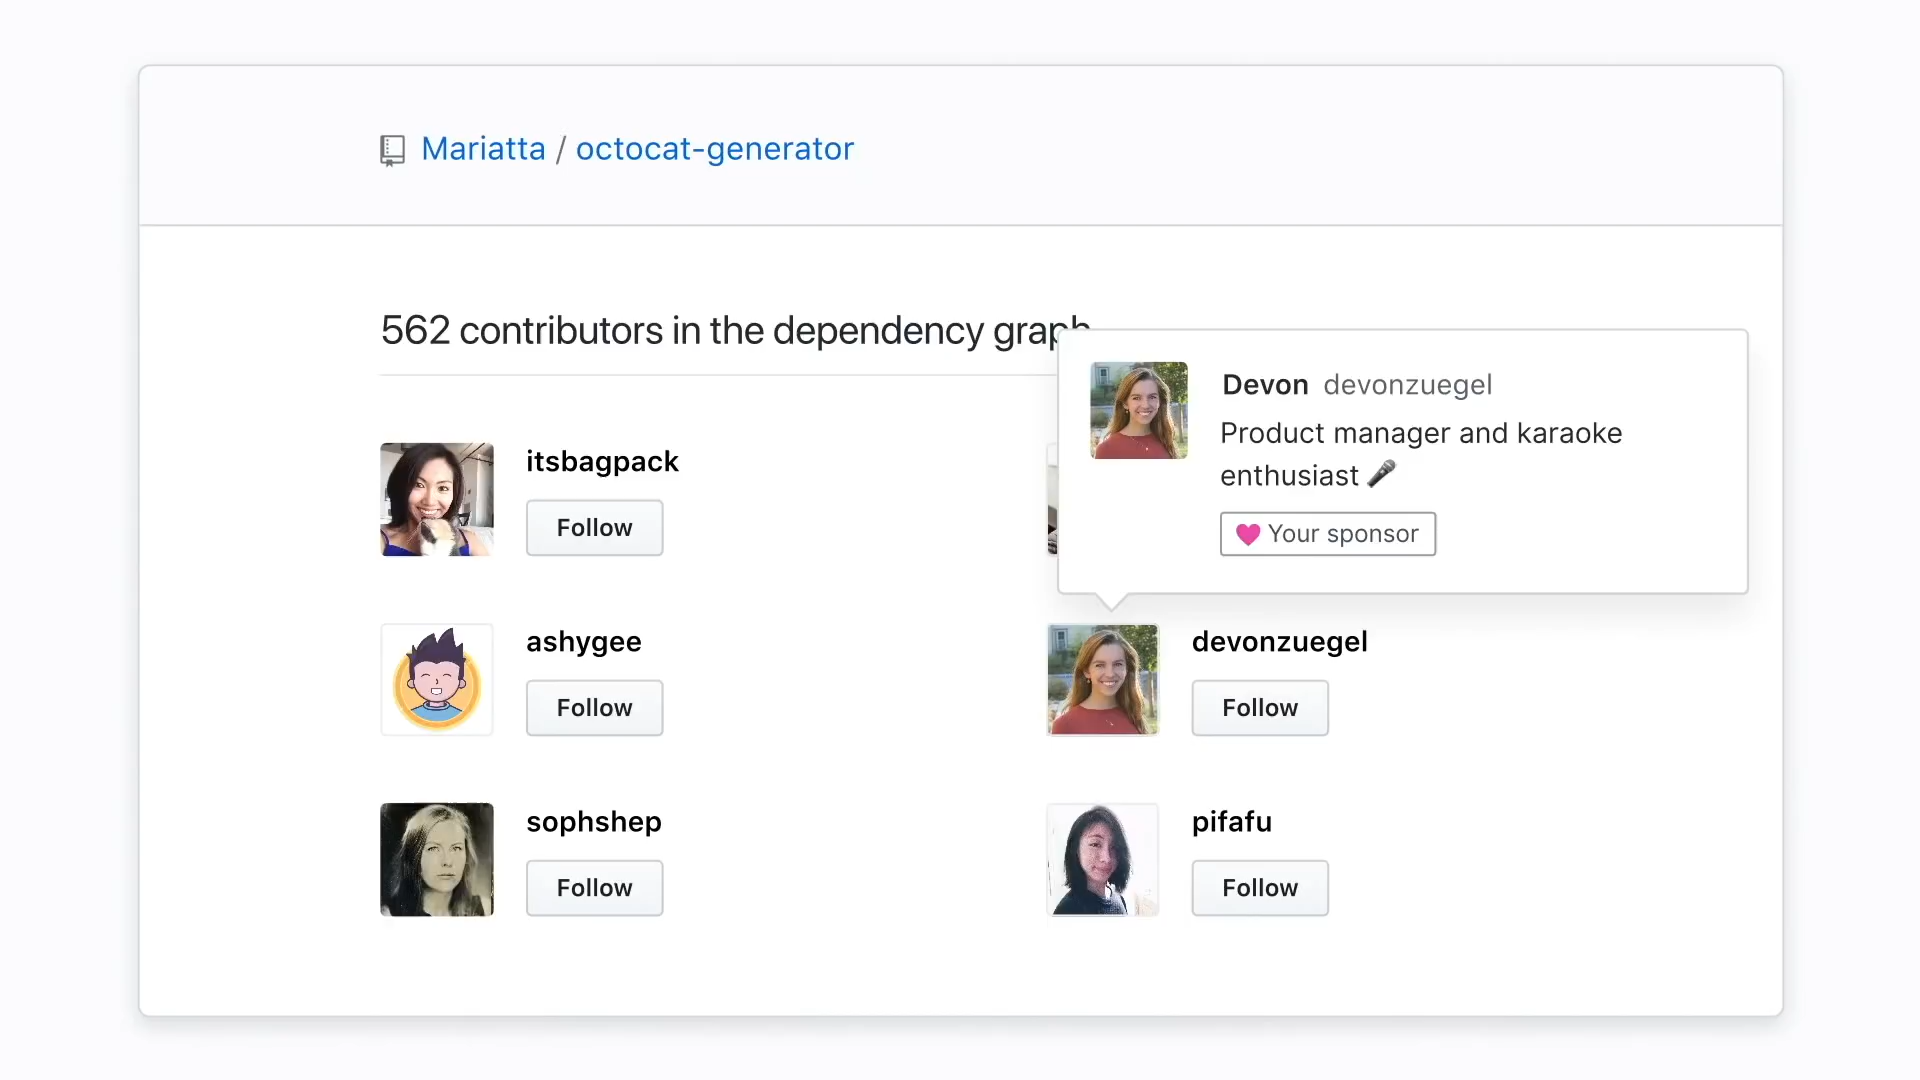 Mariatta / octocat-generator
562 contributors in the dependency graph
Devon devonzuegel
Product manager and karaoke
enthusiast 🎤
Your sponsor
itsbagpack
Follow
ashygee
Follow
devonzuegel
Follow
sophshep
Follow
pifafu
Follow